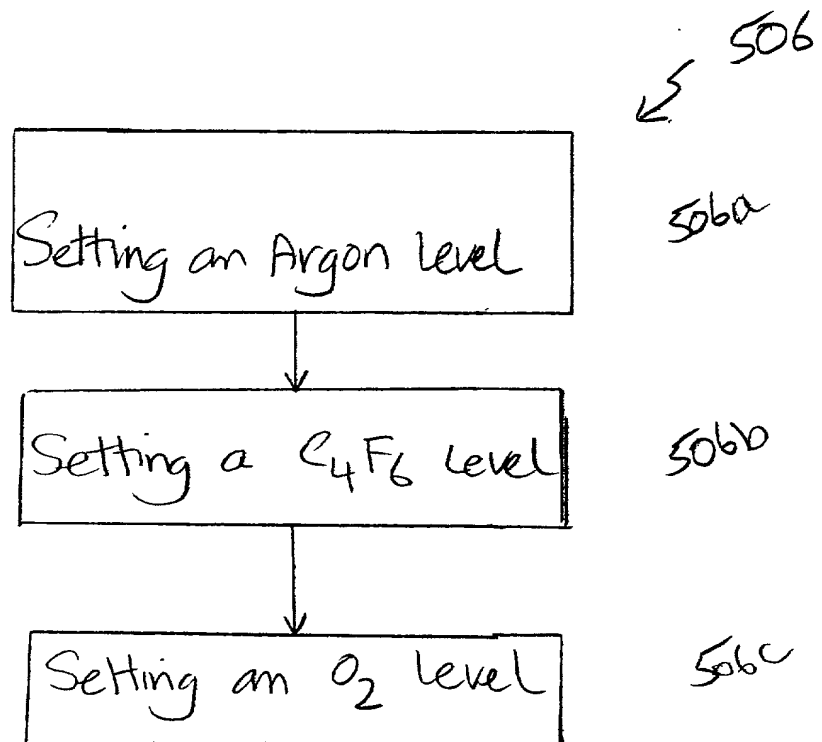 506
Setting an Argon level
506a
Setting a C4F6 level
506b
Setting an O2 level
506c